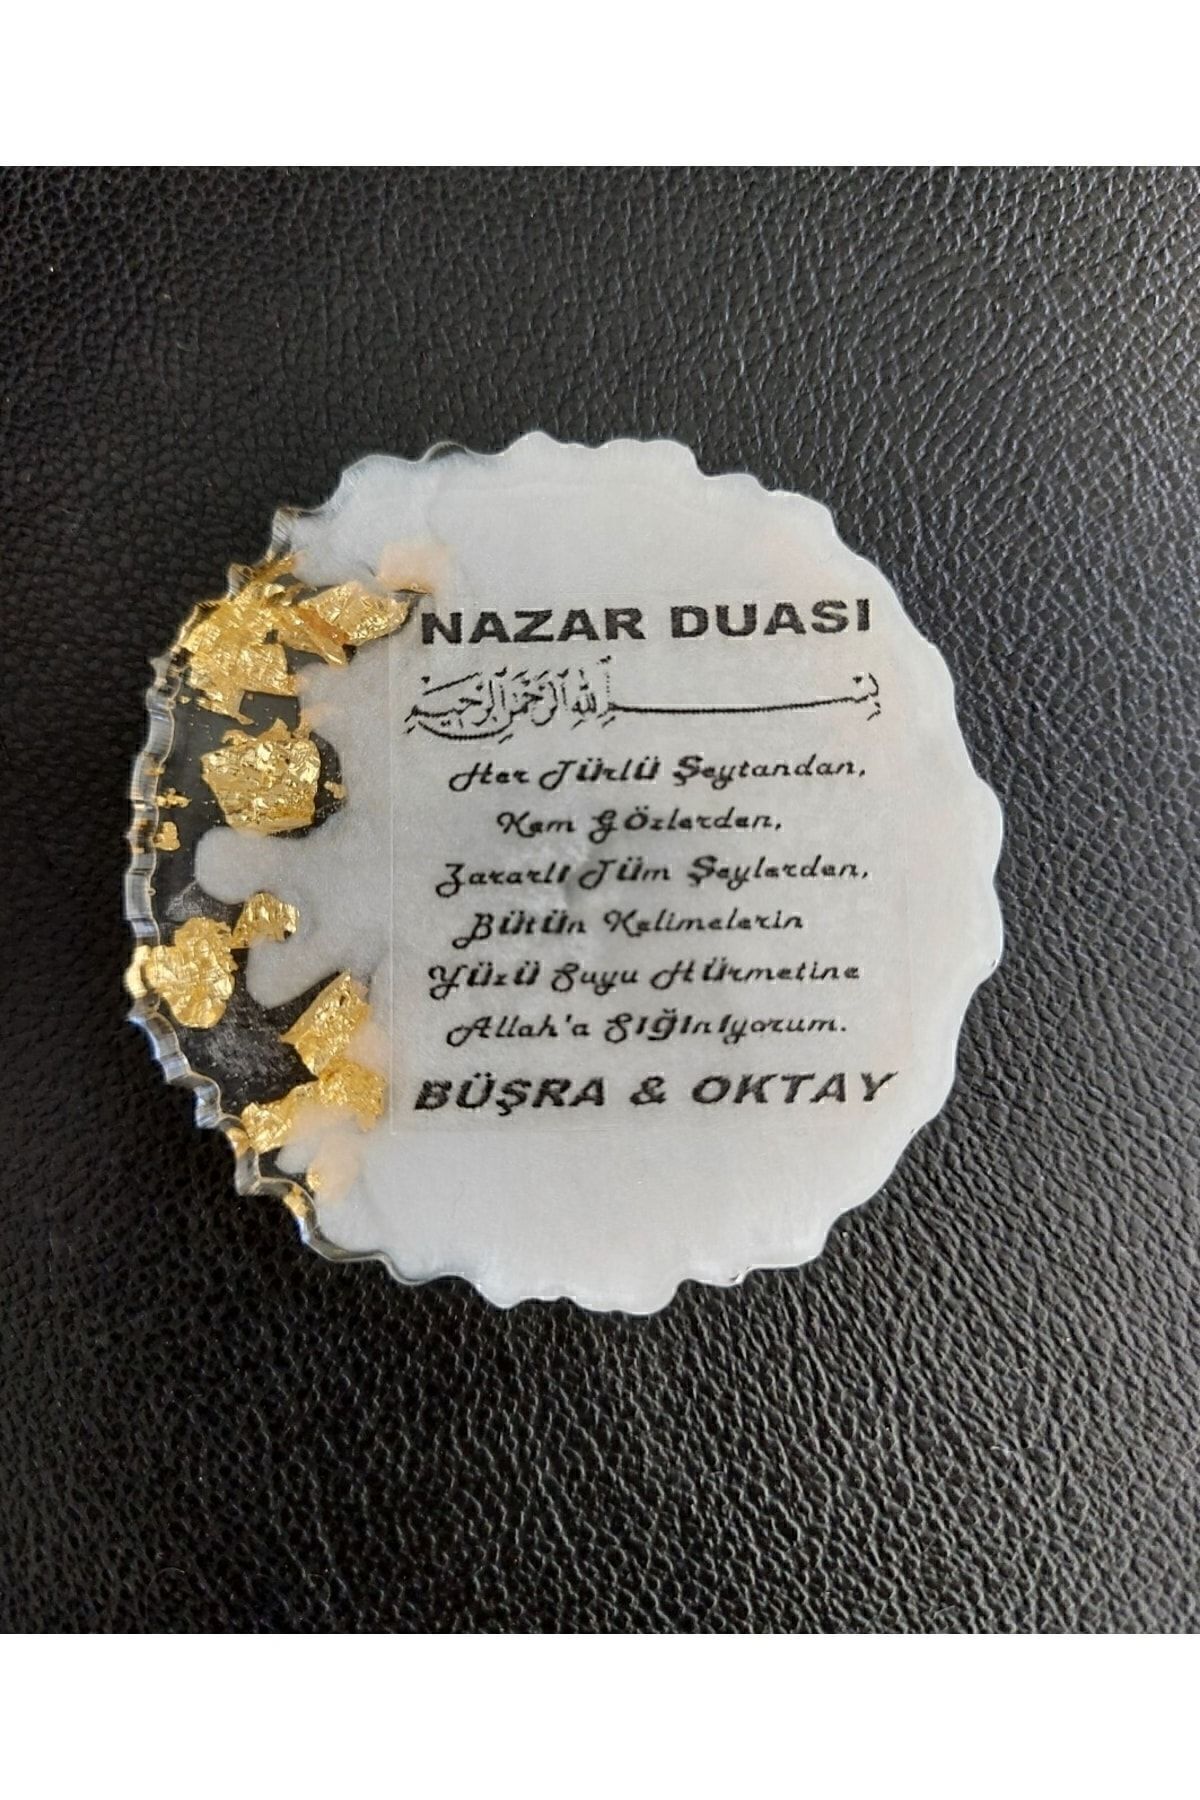 NAZAR DUASI
بسم الله الرحمن الرحيم
Her Türlü Şeytandan,
Kem Gözlerden,
Zararlı Tüm Şeylerden,
Bütün Kelimelerin
Yüzü Suyu Hürmetine
Allah'a Sığınıyorum.
BÜŞRA & OKTAY